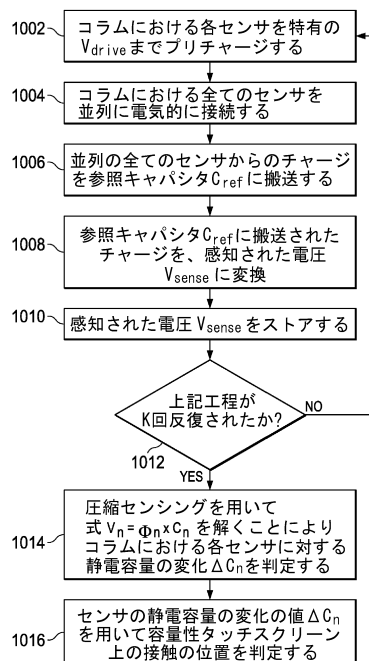 1002
コラムにおける各センサを特有の
VdriveまでプリチャージするI
1004
コラムにおける全てのセンサを
並列に電気的に接続する
1006
並列の全てのセンサからのチャージ
を参照キャパシタCrefに搬送する
1008
参照キャパシタCrefに搬送された
チャージを、感知された電圧
Vsenseに変換
1010
感知された電圧Vsenseをストアする
上記工程が
K回反復されたか?
NO
1012
YES
1014
圧縮センシングを用いて
式 Vn=Φn×Cn を解くことにより
コラムにおける各センサに対する
静電容量の変化ΔCnを判定する
1016
センサの静電容量の変化の値ΔCn
を用いて容量性タッチスクリーン
上の接触の位置を判定する